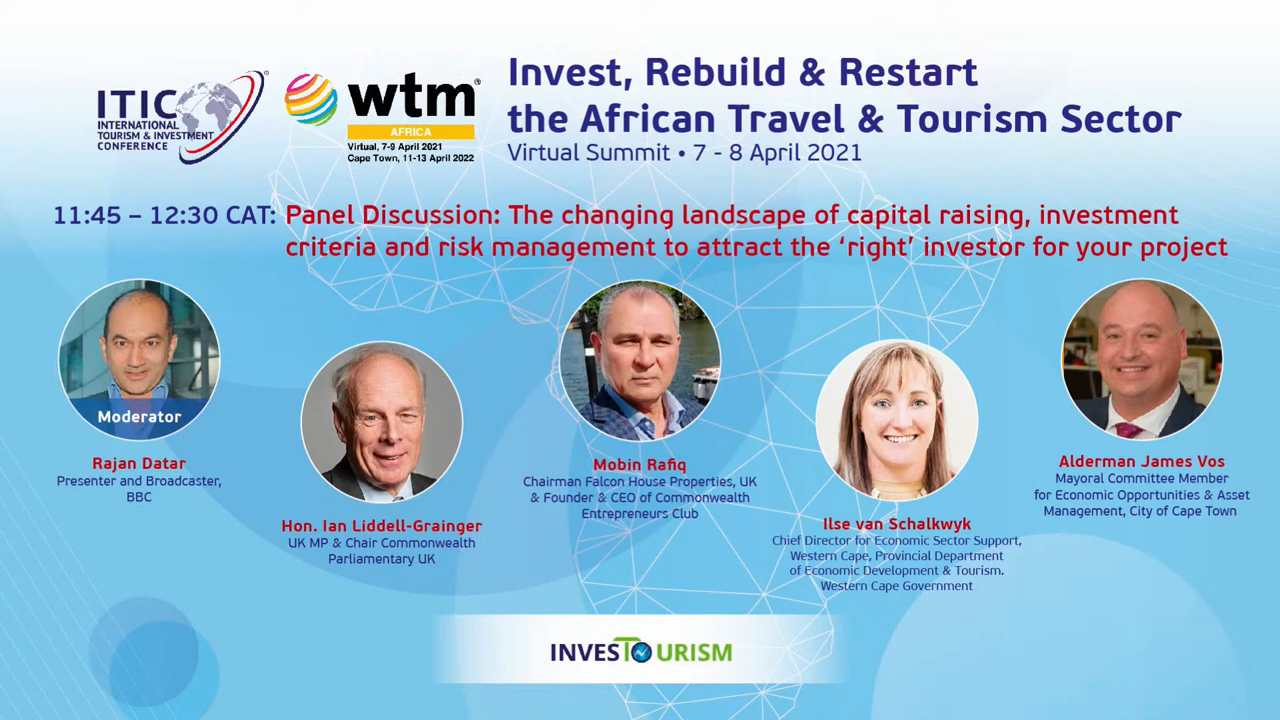 ITIC
INTERNATIONAL
TOURISM & INVESTMENT
CONFERENCE
®
wtm®
AFRICA
Virtual, 7-9 April 2021
Cape Town, 11-13 April 2022
Invest, Rebuild & Restart
the African Travel & Tourism Sector
Virtual Summit • 7 - 8 April 2021
11:45 – 12:30 CAT: Panel Discussion: The changing landscape of capital raising, investment
criteria and risk management to attract the ‘right’ investor for your project
Moderator
Rajan Datar
Presenter and Broadcaster,
BBC
Hon. Ian Liddell-Grainger
UK MP & Chair Commonwealth
Parliamentary UK
Mobin Rafiq
Chairman Falcon House Properties, UK
& Founder & CEO of Commonwealth
Entrepreneurs Club
Ilse van Schalkwyk
Chief Director for Economic Sector Support,
Western Cape, Provincial Department
of Economic Development & Tourism.
Western Cape Government
Alderman James Vos
Mayoral Committee Member
for Economic Opportunities & Asset
Management, City of Cape Town
INVESTOURISM